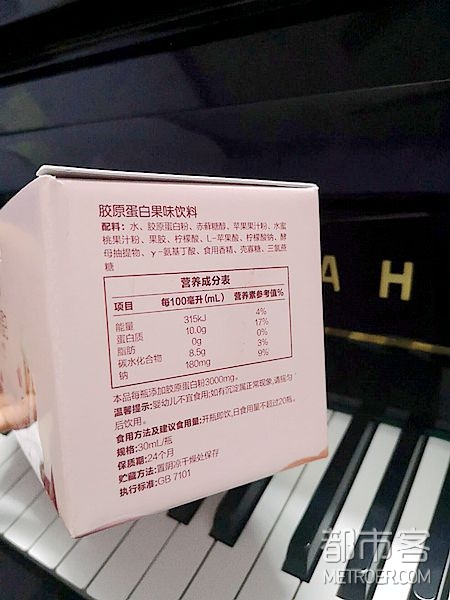 胶原蛋白果味饮料
配料：水、胶原蛋白粉、赤藓糖醇、苹果果汁粉、水蜜
桃果汁粉、果胶、柠檬酸、L-苹果酸、柠檬酸钠、酵
母抽提物、γ-氨基丁酸、食用香精、壳寡糖、三氯蔗
糖
营养成分表
项目 每100毫升(mL) 营养素参考值%
能量 315kJ 4%
蛋白质 10.0g 17%
脂肪 0g 0%
碳水化合物 8.5g 3%
钠 180mg 9%
本品每瓶添加胶原蛋白粉3000mg。
温馨提示:婴幼儿不宜食用;如有沉淀属正常现象,请摇匀
后饮用。
食用方法及建议食用量:开瓶即饮,日食用量不超过20瓶。
规格:30mL/瓶
保质期:24个月
贮藏方法:置阴凉干燥处保存
执行标准:GB 7101
AH
都市客
METROER.COM